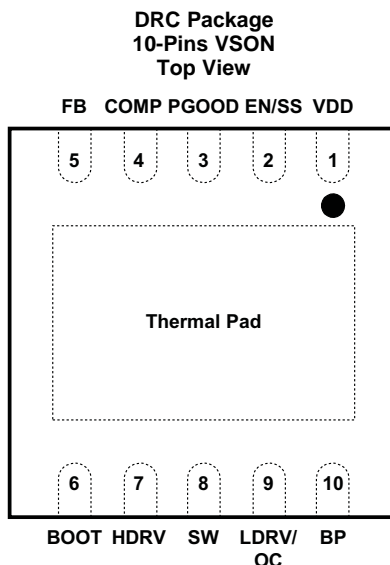 DRC Package
10-Pins VSON
Top View
FB COMP PGOOD EN/SS VDD
5 4 3 2 1
Thermal Pad
6 7 8 9 10
BOOT HDRV SW LDRV/ BP
OC